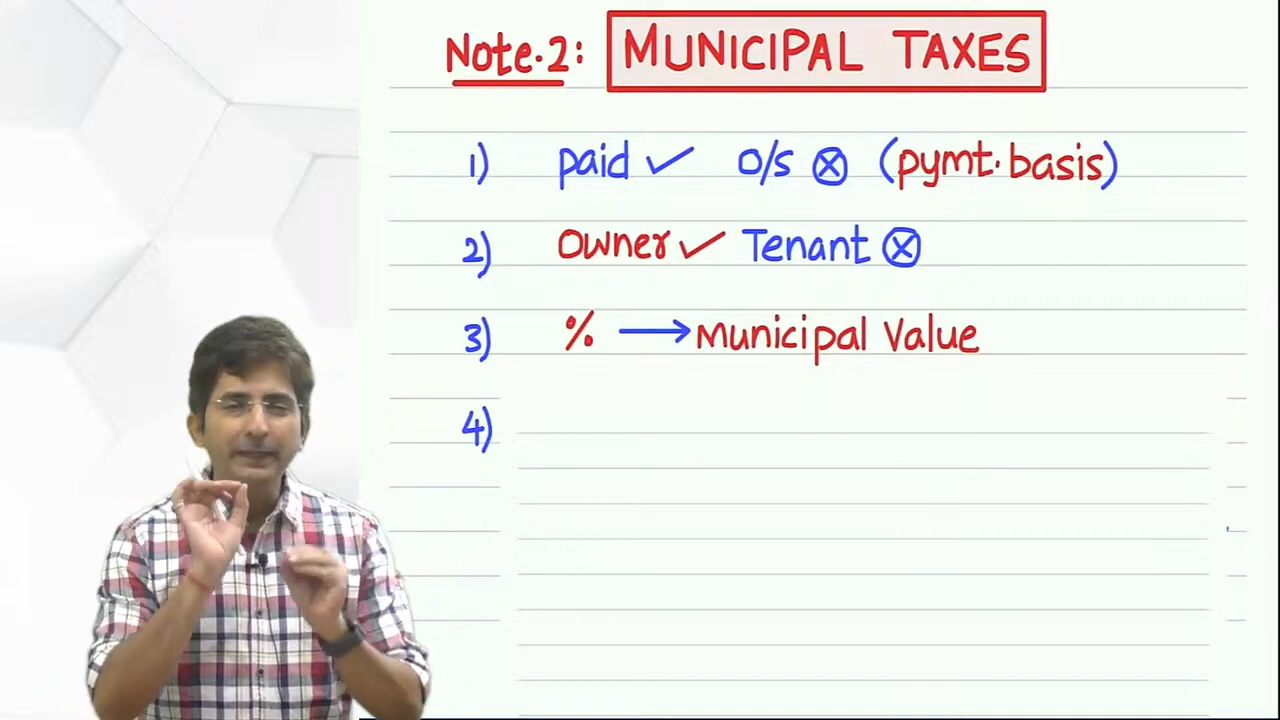 Note.2: MUNICIPAL TAXES
1) paid ✓ O/S ⊗ (pymt. basis)
2) Owner ✓ Tenant ⊗
3) % → Municipal Value
4)